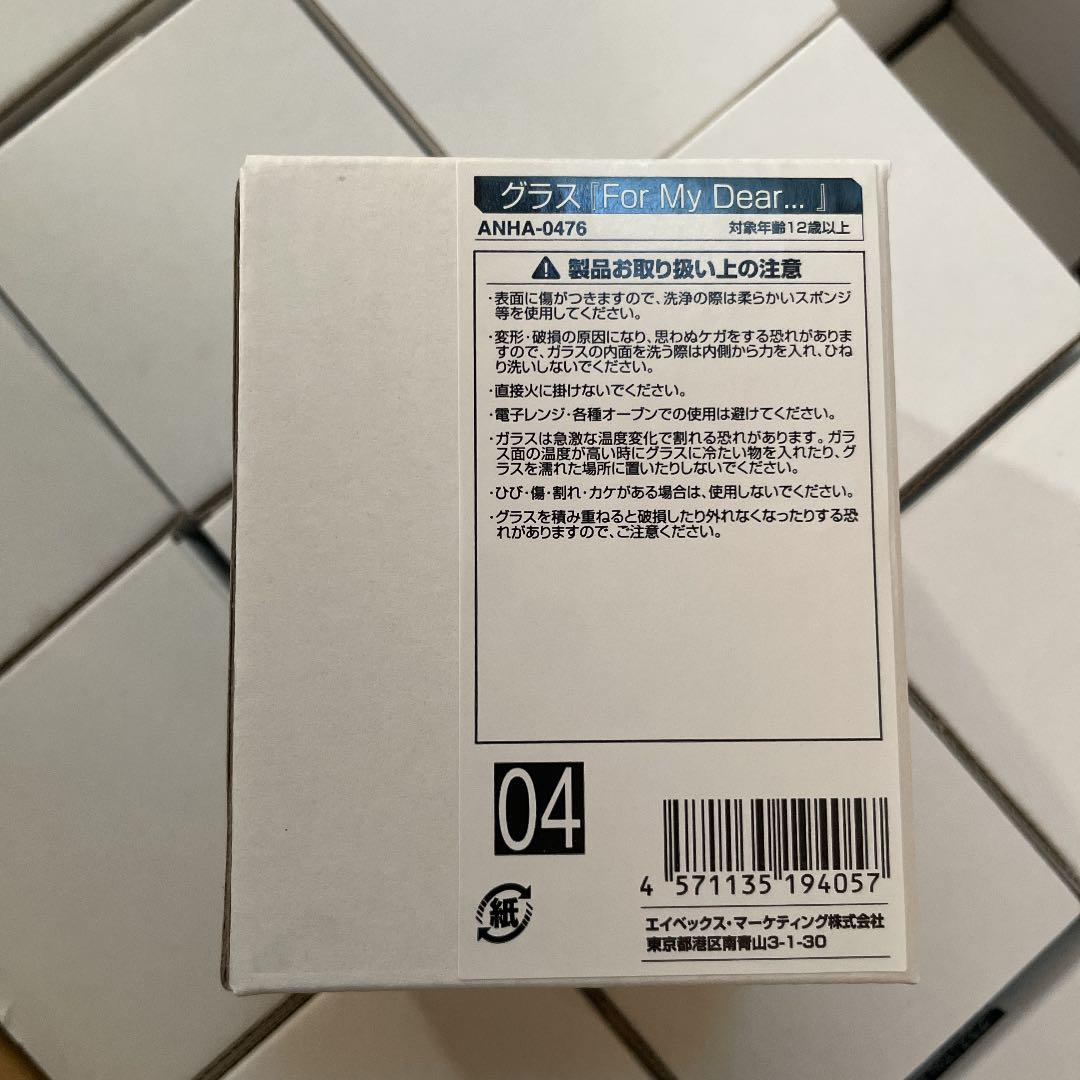 グラス『For My Dear... 』
ANHA-0476 対象年齢12歳以上
製品お取り扱い上の注意
・表面に傷がつきますので、洗浄の際は柔らかいスポンジ
等を使用してください。
・変形・破損の原因になり、思わぬケガをする恐れがありま
すので、ガラスの内面を洗う際は内側から力を入れ、ひね
り洗いしないでください。
・直接火に掛けないでください。
・電子レンジ・各種オーブンでの使用は避けてください。
・ガラスは急激な温度変化で割れる恐れがあります。ガラ
ス面の温度が高い時にグラスに冷たい物を入れたり、グ
ラスを濡れた場所に置いたりしないでください。
・ひび・傷・割れ・カケがある場合は、使用しないでください。
・グラスを積み重ねると破損したり外れなくなったりする恐
れがありますので、ご注意ください。
04
紙
4 571135 194057
エイベックス・マーケティング株式会社
東京都港区南青山3-1-30